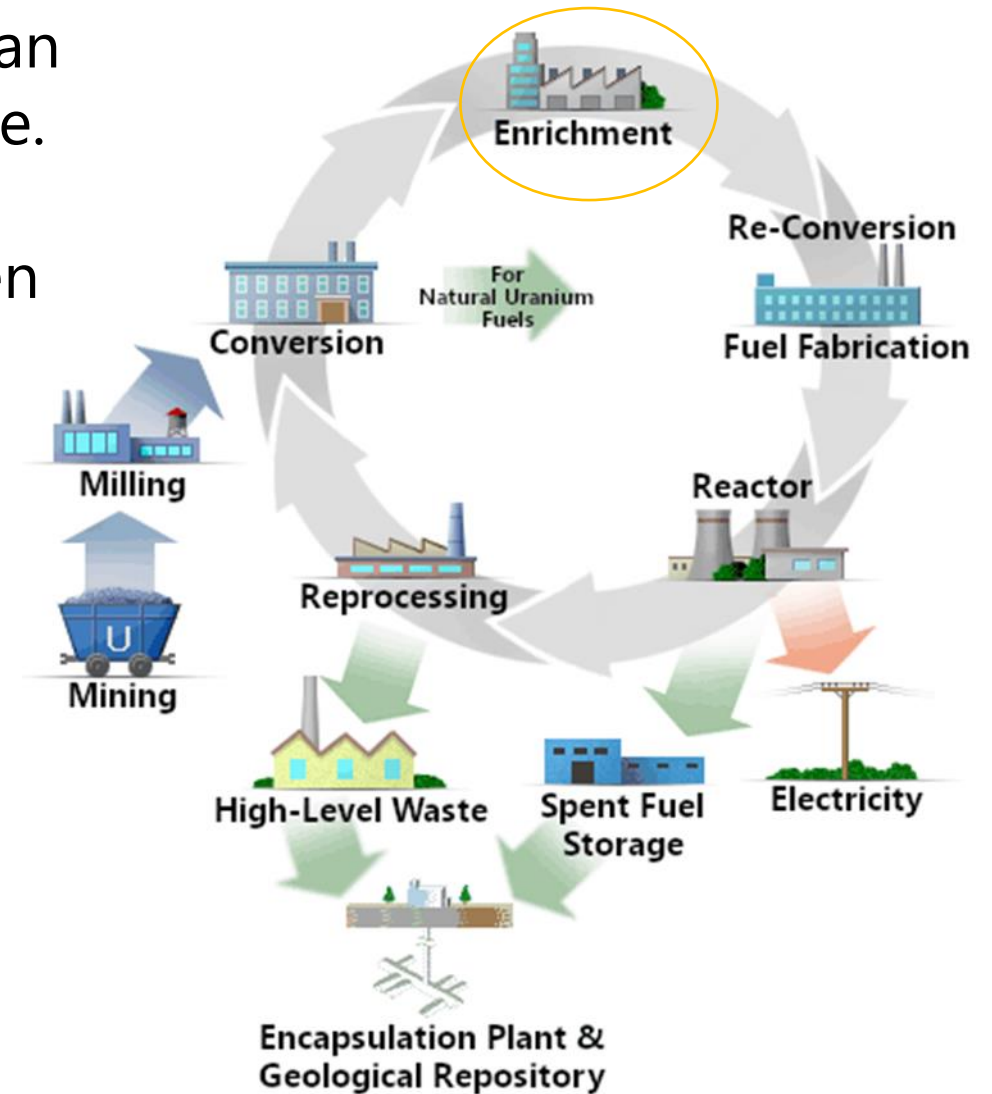 an
e.
en
Enrichment
Re-Conversion
For
Natural Uranium
Fuels
Conversion
Fuel Fabrication
Milling
Reactor
Reprocessing
U
Mining
High-Level Waste
Spent Fuel
Storage
Electricity
Encapsulation Plant &
Geological Repository